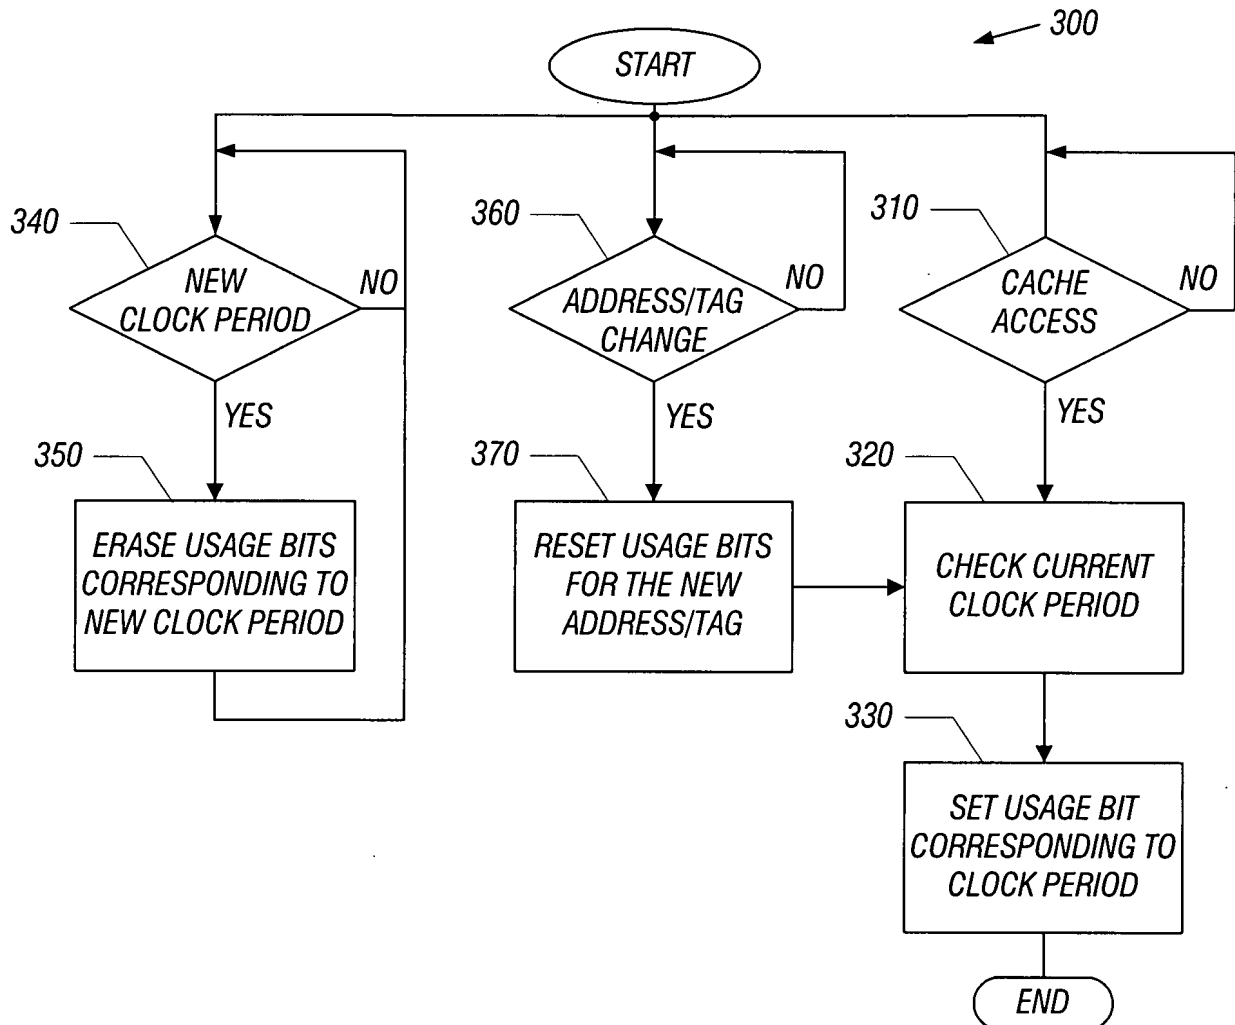 300
START
340
360
310
NEW
CLOCK PERIOD
NO
ADDRESS/TAG
CHANGE
NO
CACHE
ACCESS
NO
YES
YES
YES
350
370
320
ERASE USAGE BITS
CORRESPONDING TO
NEW CLOCK PERIOD
RESET USAGE BITS
FOR THE NEW
ADDRESS/TAG
CHECK CURRENT
CLOCK PERIOD
330
SET USAGE BIT
CORRESPONDING TO
CLOCK PERIOD
END